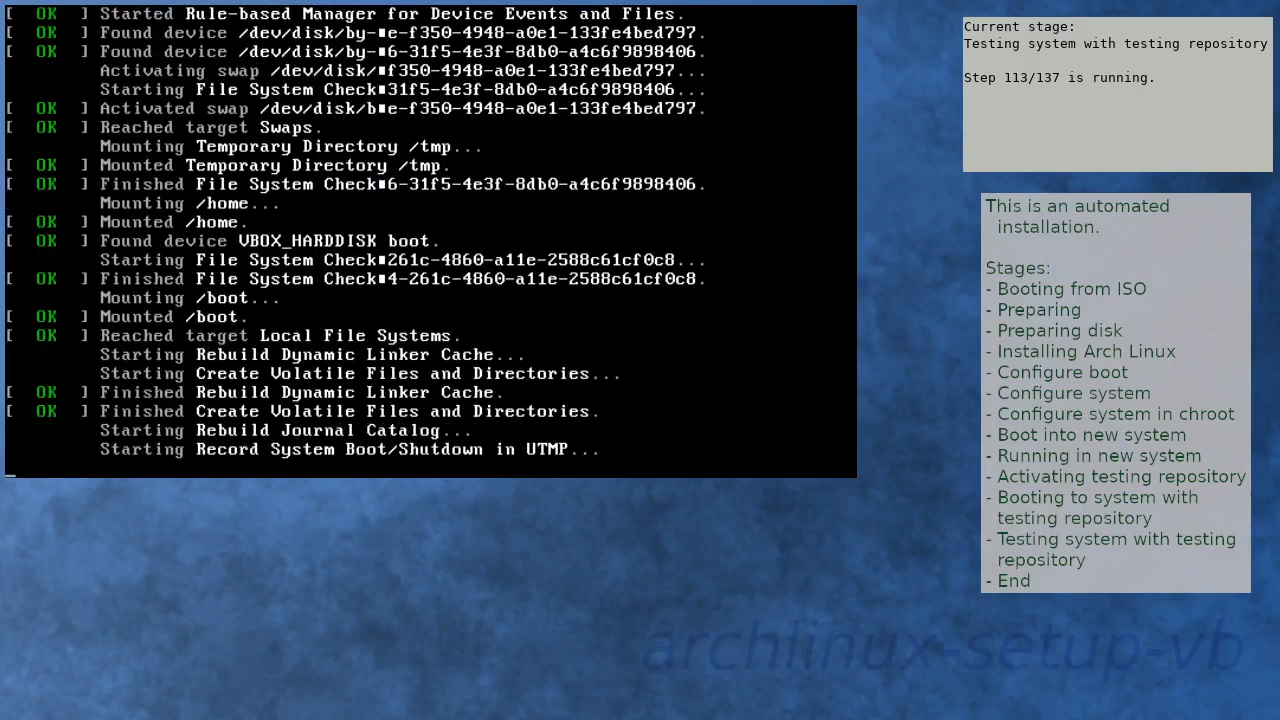 [  OK  ] Started Rule-based Manager for Device Events and Files.
[  OK  ] Found device /dev/disk/by-∎e-f350-4948-a0e1-133fe4bed797.
[  OK  ] Found device /dev/disk/by-∎6-31f5-4e3f-8db0-a4c6f9898406.
Activating swap /dev/disk/∎f350-4948-a0e1-133fe4bed797...
Starting File System Check∎31f5-4e3f-8db0-a4c6f9898406...
[  OK  ] Activated swap /dev/disk/b∎e-f350-4948-a0e1-133fe4bed797.
[  OK  ] Reached target Swaps.
Mounting Temporary Directory /tmp...
[  OK  ] Mounted Temporary Directory /tmp.
[  OK  ] Finished File System Check∎6-31f5-4e3f-8db0-a4c6f9898406.
Mounting /home...
[  OK  ] Mounted /home.
[  OK  ] Found device VBOX_HARDDISK boot.
Starting File System Check∎261c-4860-a11e-2588c61cf0c8...
[  OK  ] Finished File System Check∎4-261c-4860-a11e-2588c61cf0c8.
Mounting /boot...
[  OK  ] Mounted /boot.
[  OK  ] Reached target Local File Systems.
Starting Rebuild Dynamic Linker Cache...
Starting Create Volatile Files and Directories...
[  OK  ] Finished Rebuild Dynamic Linker Cache.
[  OK  ] Finished Create Volatile Files and Directories.
Starting Rebuild Journal Catalog...
Starting Record System Boot/Shutdown in UTMP...
Current stage:
Testing system with testing repository
Step 113/137 is running.
This is an automated
installation.
Stages:
- Booting from ISO
- Preparing
- Preparing disk
- Installing Arch Linux
- Configure boot
- Configure system
- Configure system in chroot
- Boot into new system
- Running in new system
- Activating testing repository
- Booting to system with
testing repository
- Testing system with testing
repository
- End
archlinux-setup-vb